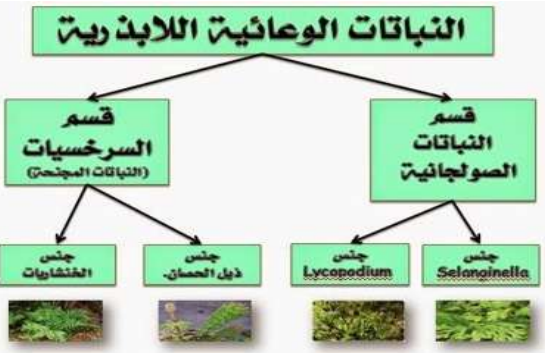 النباتات الوعائية اللابذرية
قسم
النباتات
الصولجانية
قسم
السرخسيات
(النباتات المجنحة)
جنس
Selanginella
جنس
Lycopodium
جنس
ذيل الحصان.
جنس
الخنشاريات